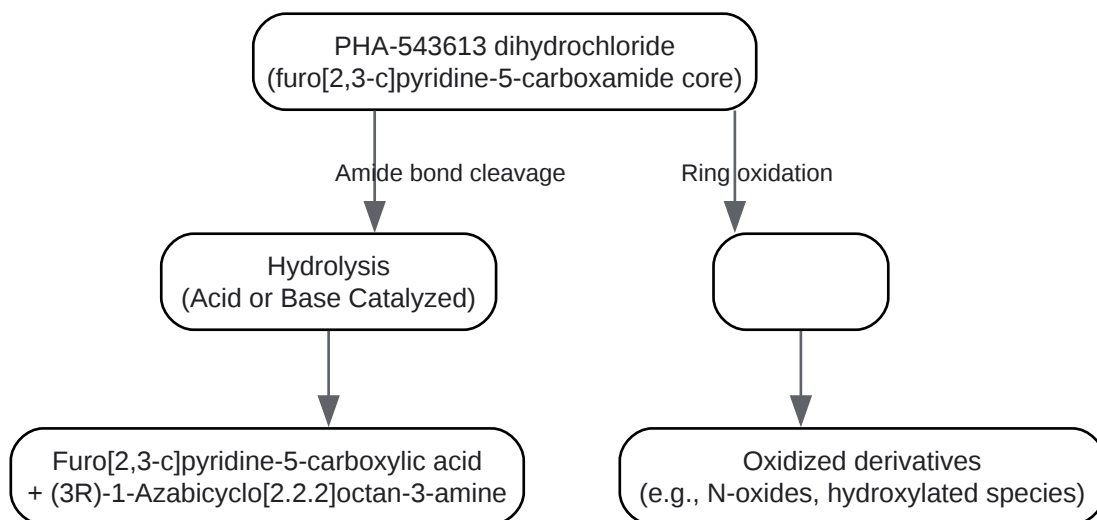 PHA-543613 dihydrochloride
(furo[2,3-c]pyridine-5-carboxamide core)
Amide bond cleavage
Ring oxidation
Hydrolysis
(Acid or Base Catalyzed)
Furo[2,3-c]pyridine-5-carboxylic acid
+ (3R)-1-Azabicyclo[2.2.2]octan-3-amine
Oxidized derivatives
(e.g., N-oxides, hydroxylated species)